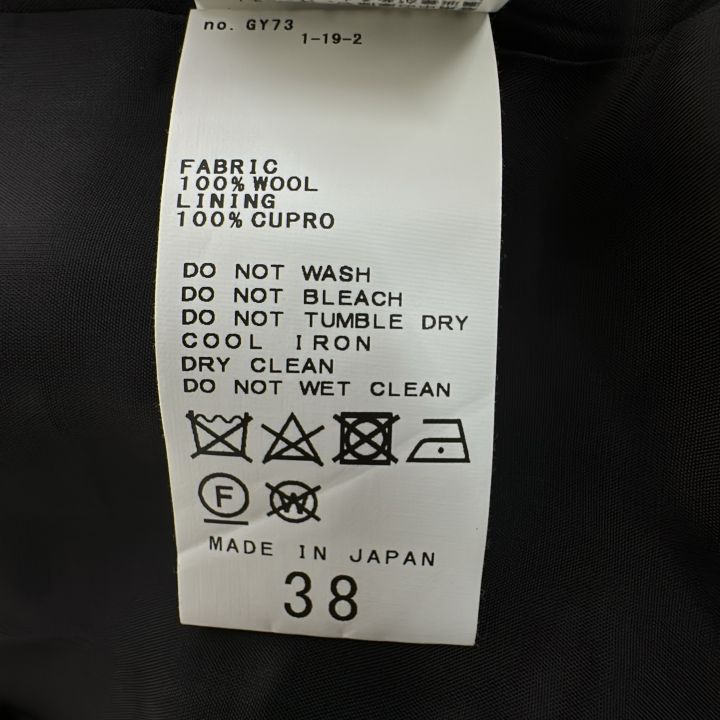 no. GY73
1-19-2
FABRIC
100% WOOL
LINING
100% CUPRO
DO NOT WASH
DO NOT BLEACH
DO NOT TUMBLE DRY
COOL IRON
DRY CLEAN
DO NOT WET CLEAN
F W
MADE IN JAPAN
38